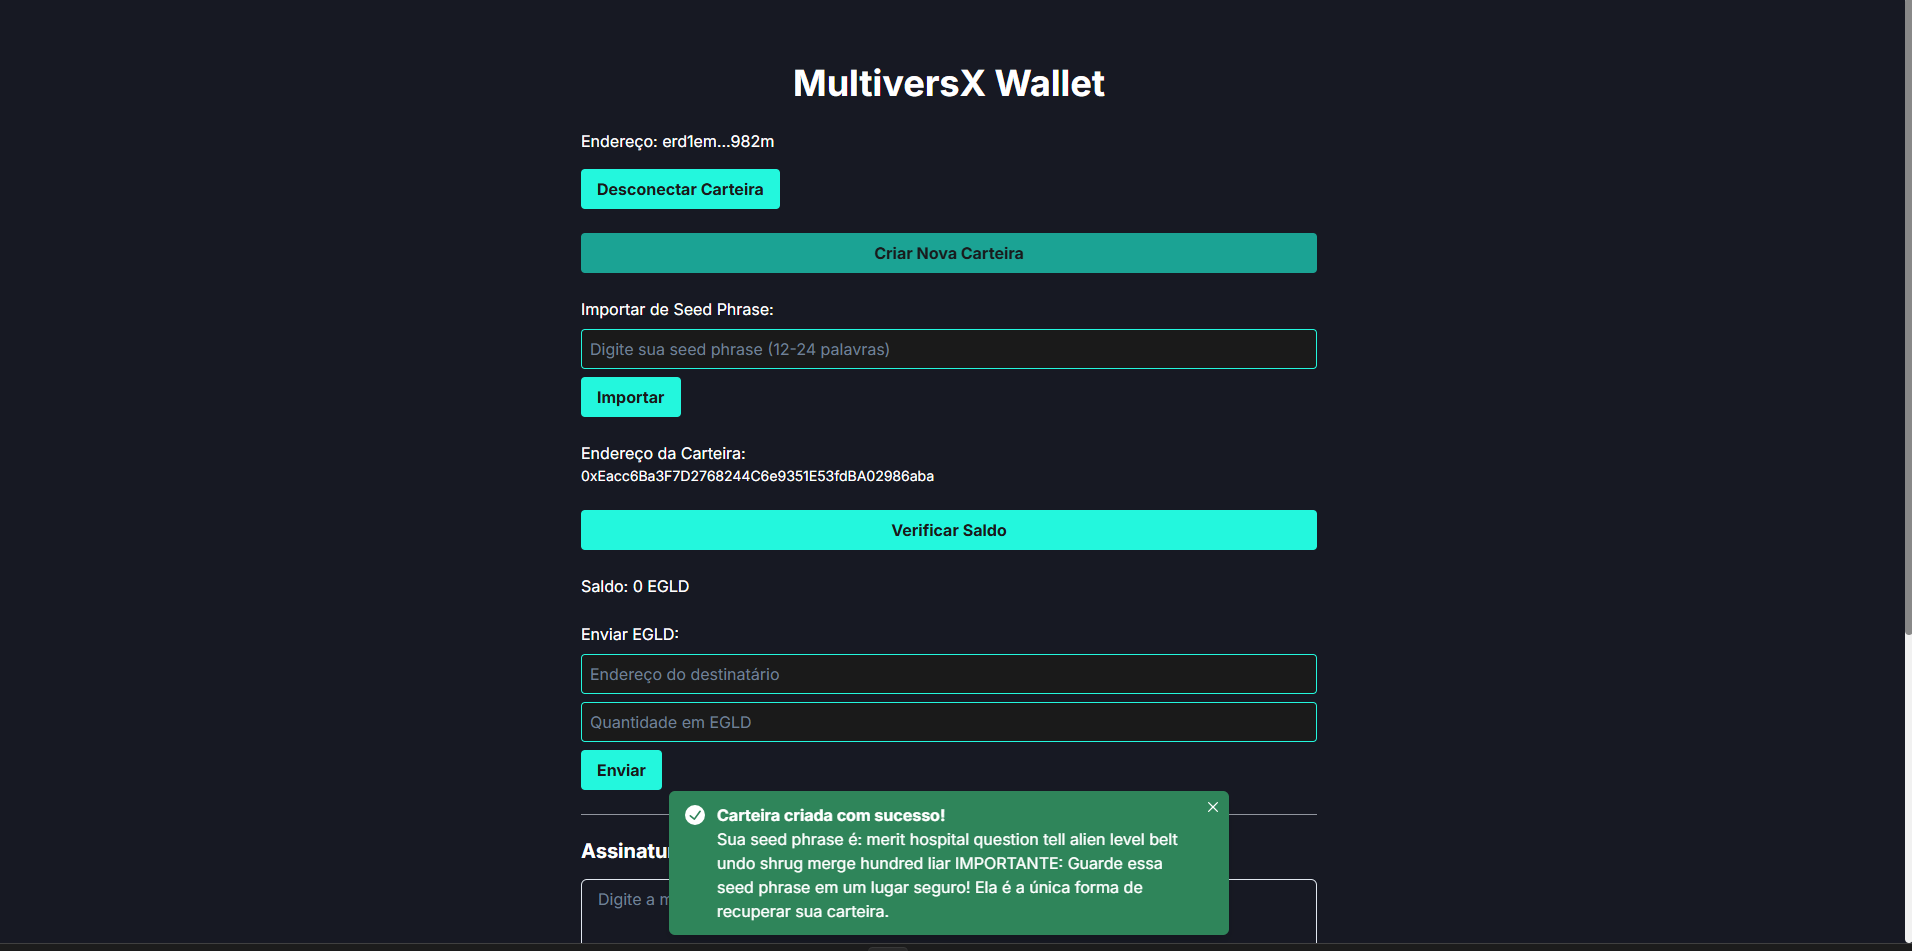 MultiversX Wallet
Endereço: erd1em...982m
Desconectar Carteira
Criar Nova Carteira
Importar de Seed Phrase:
Digite sua seed phrase (12-24 palavras)
Importar
Endereço da Carteira:
0xEacc6Ba3F7D2768244C6e9351E53fdBA02986aba
Verificar Saldo
Saldo: 0 EGLD
Enviar EGLD:
Endereço do destinatário
Quantidade em EGLD
Enviar
Carteira criada com sucesso!
Sua seed phrase é: merit hospital question tell alien level belt
undo shrug merge hundred liar IMPORTANTE: Guarde essa
seed phrase em um lugar seguro! Ela é a única forma de
recuperar sua carteira.
Digite a